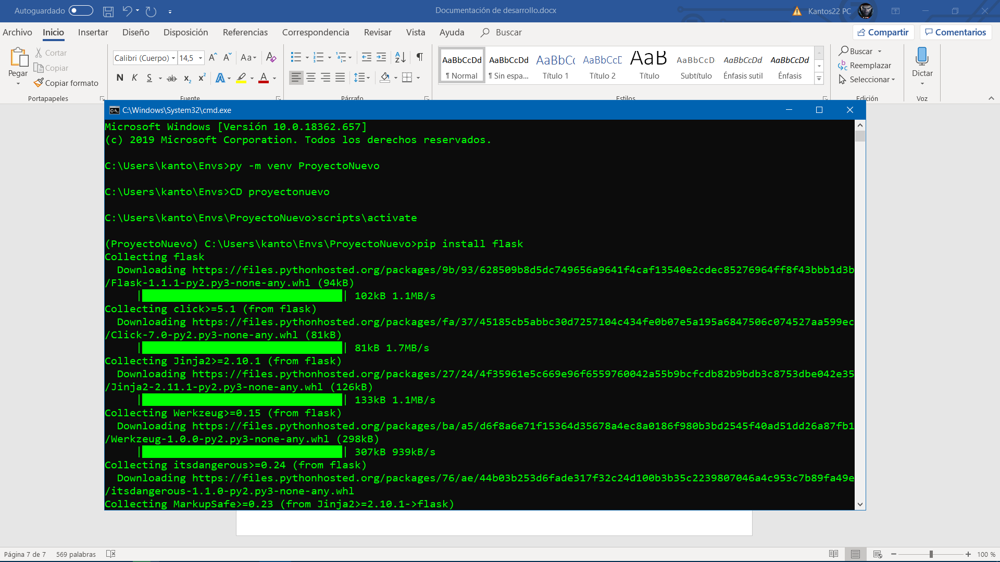 Autoguardado
Documentación de desarrollo.docx
Kantos22 PC
Archivo Inicio Insertar Diseño Disposición Referencias Correspondencia Revisar Vista Ayuda Buscar
Compartir Comentarios
Pegar
Cortar
Copiar
Copiar formato
Portapapeles
Calibri (Cuerpo) 14,5
Aa
N K S ab x2 x2 A A
Fuente
Párrafo
AaBbCcDd AaBbCcDd AaBbCc AaBbCcD AaB AaBbCcD AaBbCcDd AaBbCcDd
¶ Normal ¶ Sin espa... Título 1 Título 2 Título Subtítulo Énfasis sutil Énfasis
Estilos
Buscar
Reemplazar
Seleccionar
Edición
Dictar
Voz
C:\Windows\System32\cmd.exe
Microsoft Windows [Versión 10.0.18362.657]
(c) 2019 Microsoft Corporation. Todos los derechos reservados.
C:\Users\kanto\Envs>py -m venv ProyectoNuevo
C:\Users\kanto\Envs>CD proyectonuevo
C:\Users\kanto\Envs\ProyectoNuevo>scripts\activate
(ProyectoNuevo) C:\Users\kanto\Envs\ProyectoNuevo>pip install flask
Collecting flask
Downloading https://files.pythonhosted.org/packages/9b/93/628509b8d5dc749656a9641f4caf13540e2cdec85276964ff8f43bbb1d3b
/Flask-1.1.1-py2.py3-none-any.whl (94kB)
| | 102kB 1.1MB/s
Collecting click>=5.1 (from flask)
Downloading https://files.pythonhosted.org/packages/fa/37/45185cb5abbc30d7257104c434fe0b07e5a195a6847506c074527aa599ec
/Click-7.0-py2.py3-none-any.whl (81kB)
| | 81kB 1.7MB/s
Collecting Jinja2>=2.10.1 (from flask)
Downloading https://files.pythonhosted.org/packages/27/24/4f35961e5c669e96f6559760042a55b9bcfcdb82b9bdb3c8753dbe042e35
/Jinja2-2.11.1-py2.py3-none-any.whl (126kB)
| | 133kB 1.1MB/s
Collecting Werkzeug>=0.15 (from flask)
Downloading https://files.pythonhosted.org/packages/ba/a5/d6f8a6e71f15364d35678a4ec8a0186f980b3bd2545f40ad51dd26a87fb1
/Werkzeug-1.0.0-py2.py3-none-any.whl (298kB)
| | 307kB 939kB/s
Collecting itsdangerous>=0.24 (from flask)
Downloading https://files.pythonhosted.org/packages/76/ae/44b03b253d6fade317f32c24d100b3b35c2239807046a4c953c7b89fa49e
/itsdangerous-1.1.0-py2.py3-none-any.whl
Collecting MarkupSafe>=0.23 (from Jinja2>=2.10.1->flask)
Página 7 de 7 569 palabras
100 %